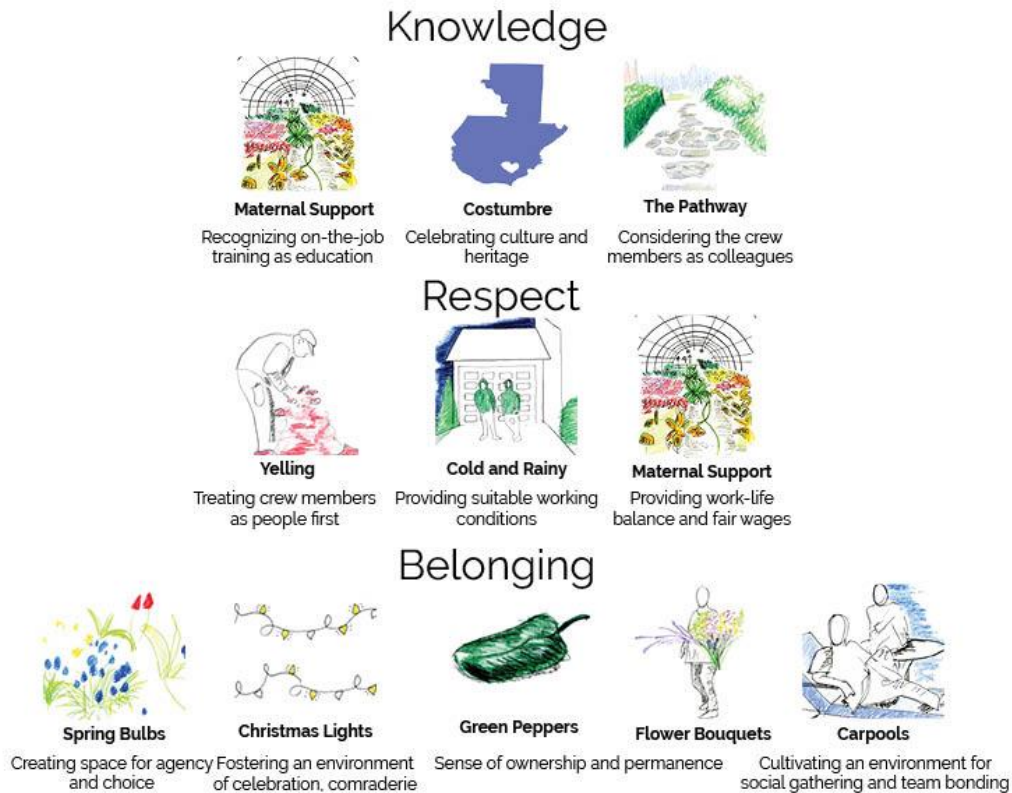 Knowledge
Maternal Support
Recognizing on-the-job
training as education
Costumbre
Celebrating culture and
heritage
The Pathway
Considering the crew
members as colleagues
Respect
Yelling
Treating crew members
as people first
Cold and Rainy
Providing suitable working
conditions
Maternal Support
Providing work-life
balance and fair wages
Belonging
Spring Bulbs
Creating space for agency
and choice
Christmas Lights
Fostering an environment
of celebration, comraderie
Green Peppers
Flower Bouquets
Sense of ownership and permanence
Carpools
Cultivating an environment for
social gathering and team bonding